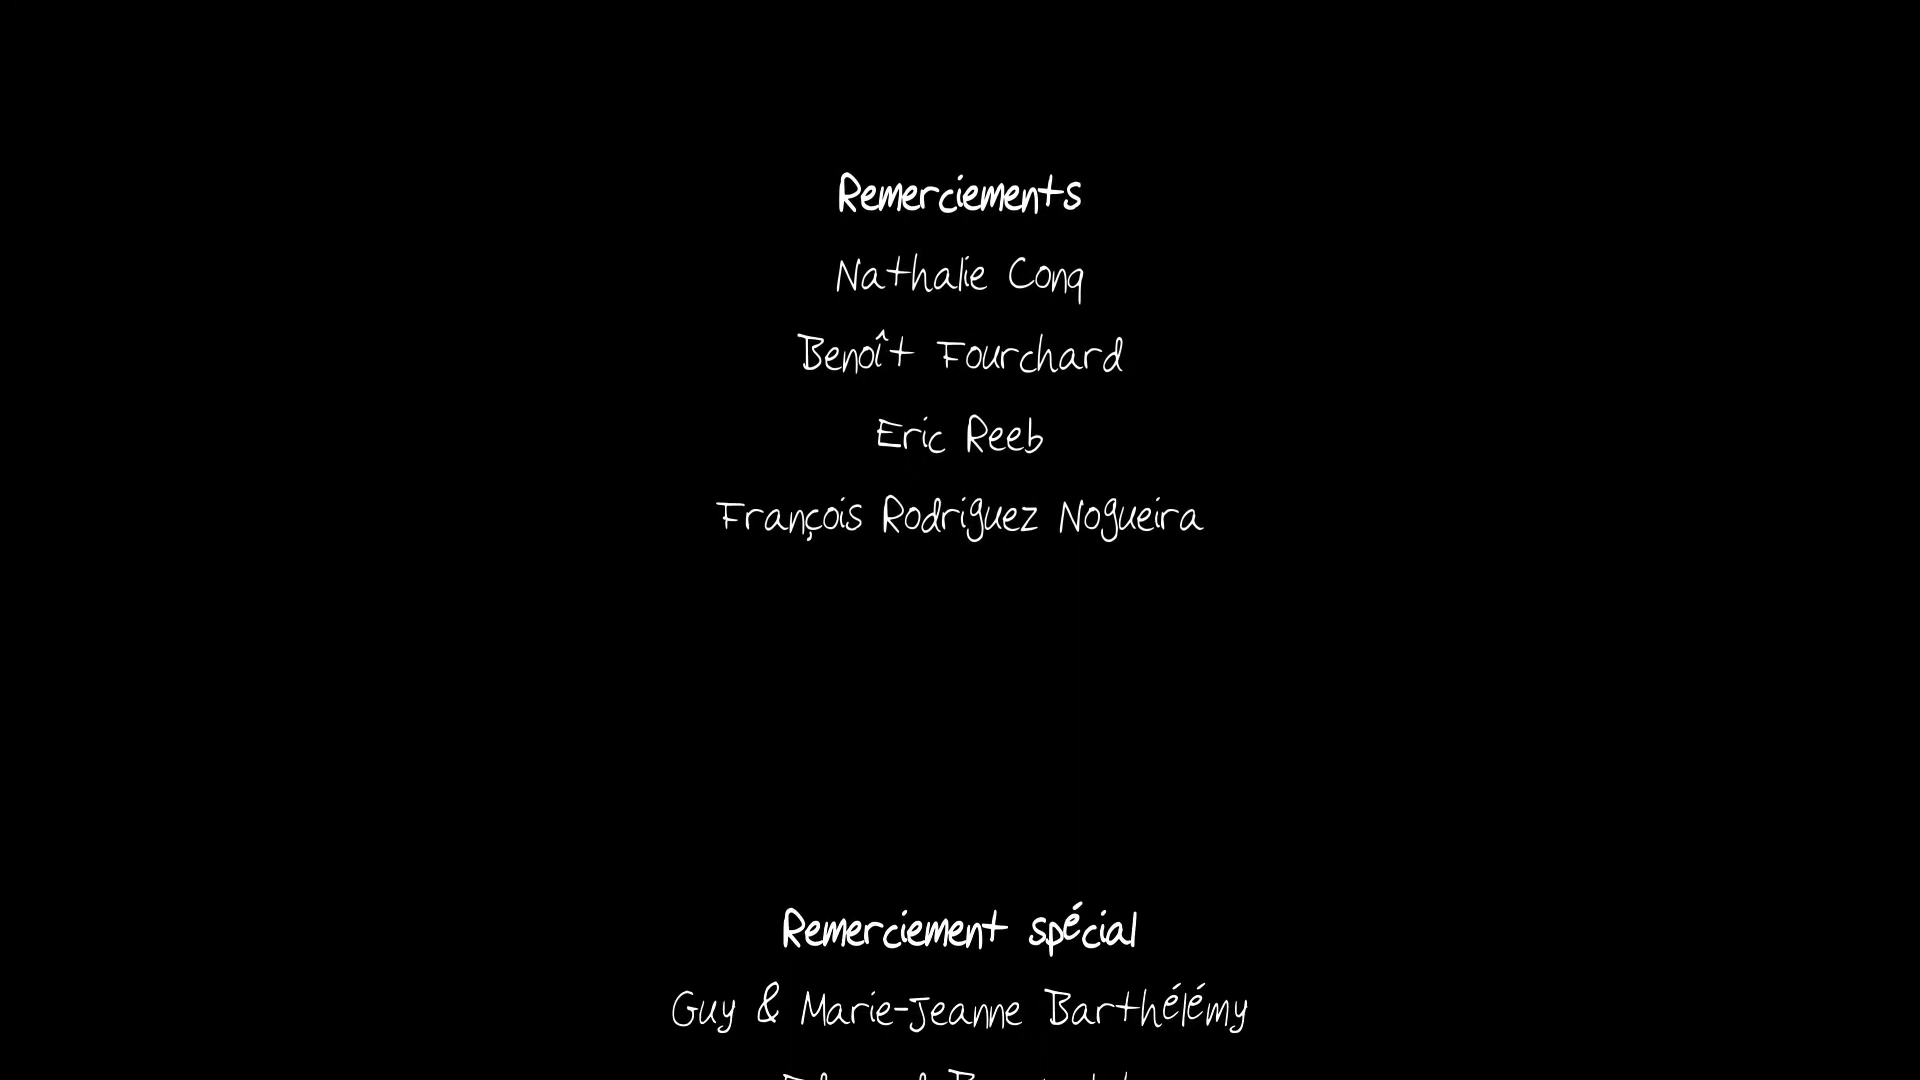 Remerciements
Nathalie Conq
Benoît Fourchard
Eric Reeb
François Rodriguez Nogueira
Remerciement spécial
Guy & Marie-Jeanne Barthélémy